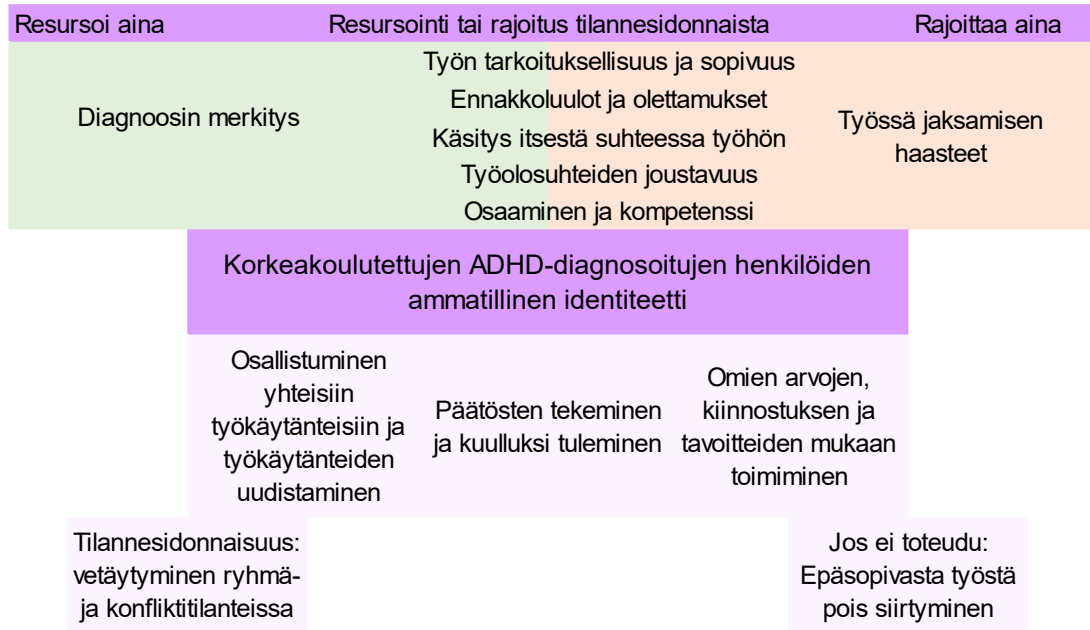 Resursoi aina
Resursointi tai rajoitus tilannesidonnaista
Rajoittaa aina
Diagnoosin merkitys
Työn tarkoituksellisuus ja sopivuus
Ennakkoluulot ja olettamukset
Käsitys itsestä suhteessa työhön
Työolosuhteiden joustavuus
Osaaminen ja kompetenssi
Työssä jaksamisen
haasteet
Korkeakoulutettujen ADHD-diagnosoitujen henkilöiden
ammatillinen identiteetti
Osallistuminen
yhteisiin
työkäytänteisiin ja
työkäytänteiden
uudistaminen
Päätösten tekeminen
ja kuulluksi tuleminen
Omien arvojen,
kiinnostuksen ja
tavoitteiden mukaan
toimiminen
Tilannesidonnaisuus:
vetäytyminen ryhmä-
ja konfliktitilanteissa
Jos ei toteudu:
Epäsopivasta työstä
pois siirtyminen